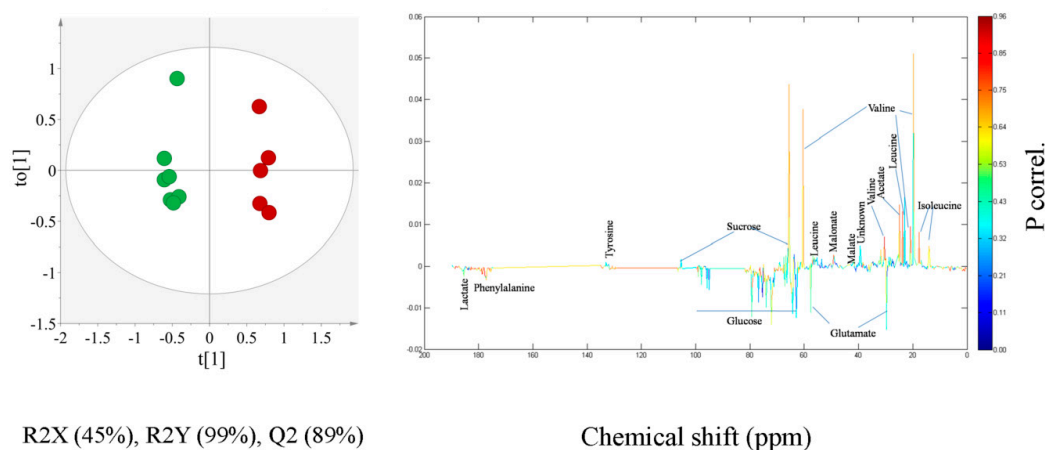 to[1]
1
0.5
0
-0.5
1
-1.5
-2 -1.5 -1 -0.5 0 0.5 1 1.5
t[1]
R2X (45%), R2Y (99%), Q2 (89%)
0.06
0.05
0.04
0.03
0.02
0.01
0
-0.01
-0.02
200 180 160 140 120 100 80 60 40 20 0
Lactate
Phenylalanine
Tyrosine
Sucrose
Glucose
Valine
Leucine
Malonate
Malate
Unknown
Valine
Acetate
Leucine
Isoleucine
Glutamate
Chemical shift (ppm)
0.96
0.85
0.76
0.64
0.53
0.43
0.32
0.23
0.11
0.00
P correl.